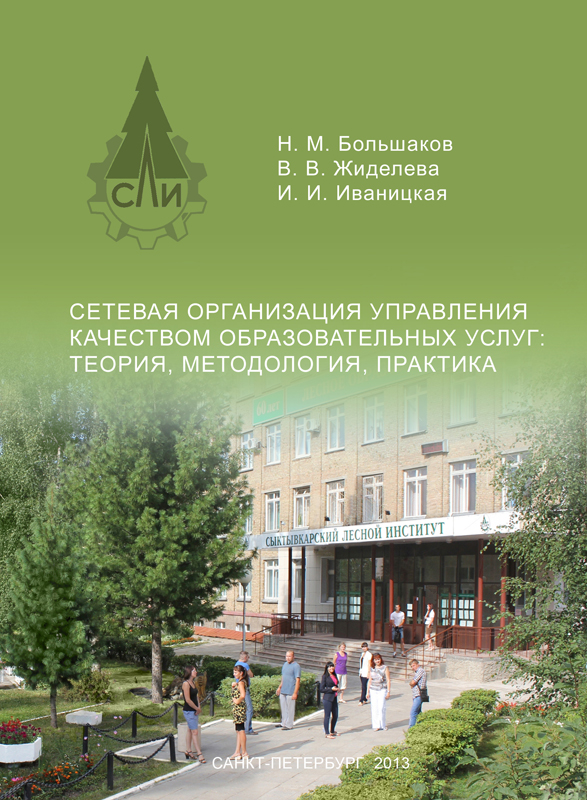 СЛИ
Н. М. Большаков
В. В. Жиделева
И. И. Иваницкая
СЕТЕВАЯ ОРГАНИЗАЦИЯ УПРАВЛЕНИЯ
КАЧЕСТВОМ ОБРАЗОВАТЕЛЬНЫХ УСЛУГ:
ТЕОРИЯ, МЕТОДОЛОГИЯ, ПРАКТИКА
СЫКТЫВКАРСКИЙ ЛЕСНОЙ ИНСТИТУТ
САНКТ-ПЕТЕРБУРГ 2013